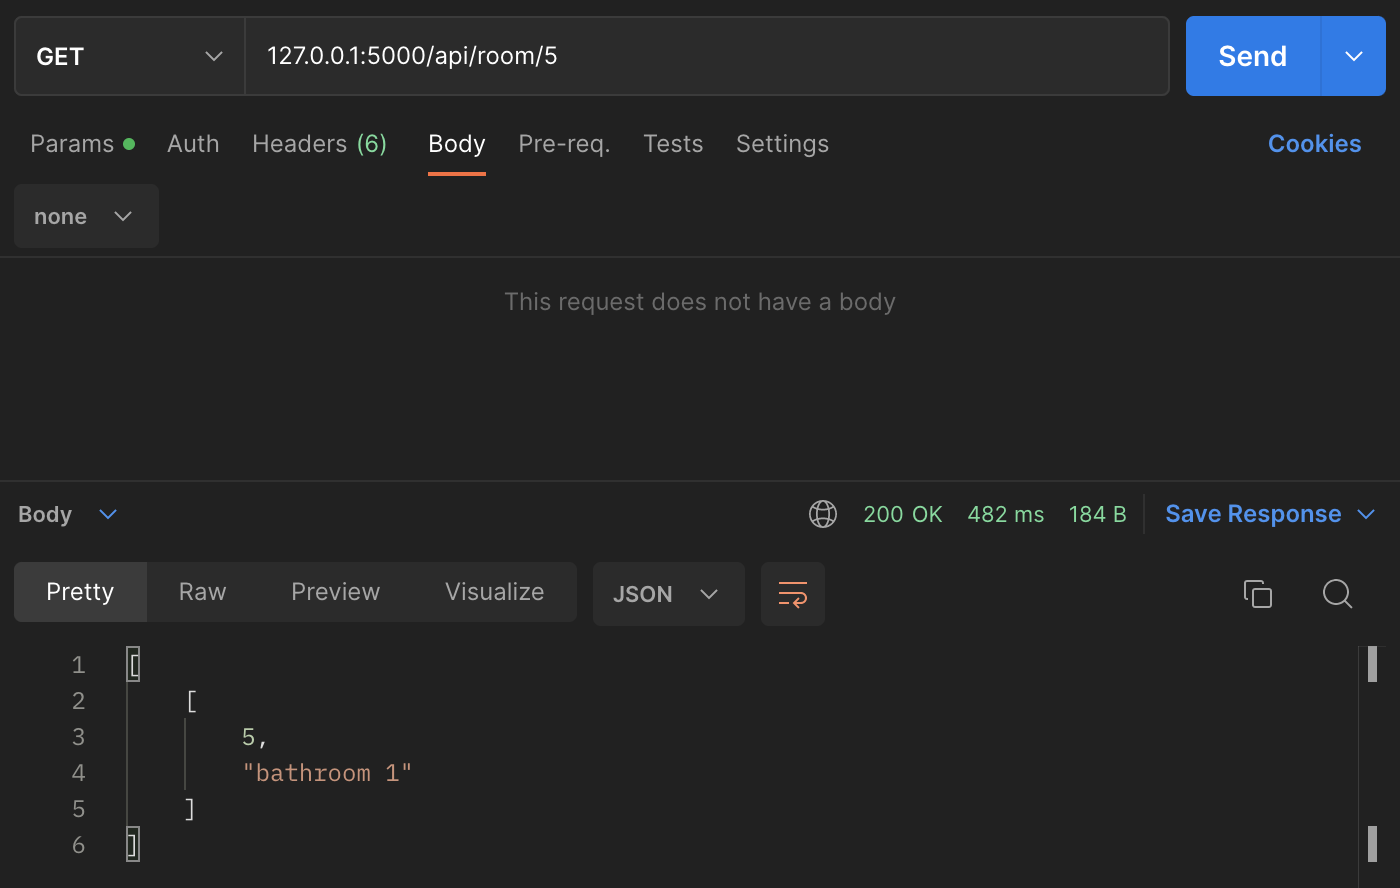 GET 127.0.0.1:5000/api/room/5 Send
Params Auth Headers (6) Body Pre-req. Tests Settings Cookies
none
This request does not have a body
Body 200 OK 482 ms 184 B Save Response
Pretty Raw Preview Visualize JSON
1 [
2 [
3 5,
4 "bathroom 1"
5 ]
6 ]